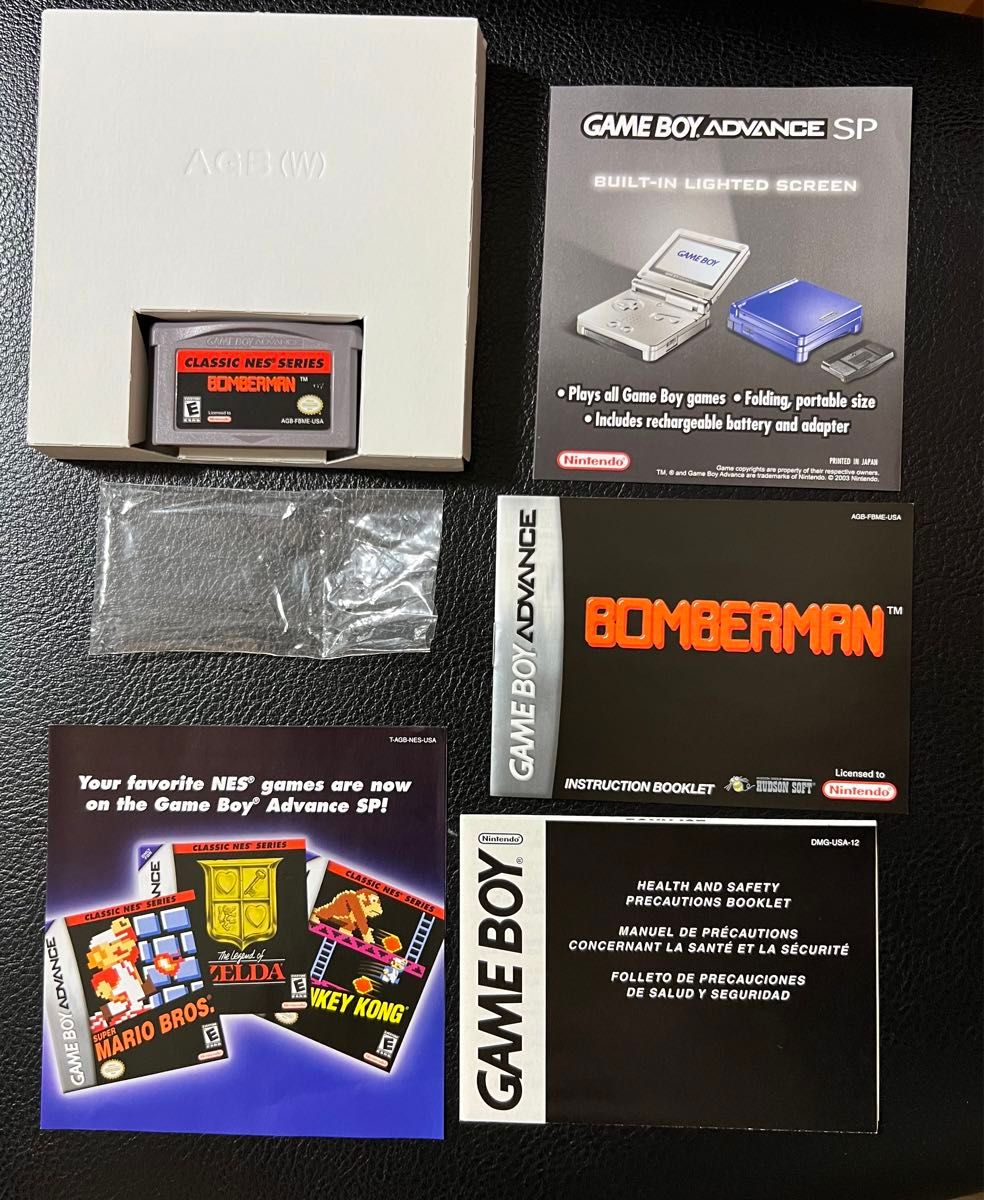 AGB (W)
GAME BOY ADVANCE
CLASSIC NES® SERIES
BOMBERMAN™
EVERYONE
E
Licensed to
Nintendo
AGB-FBME-USA
GAME BOY ADVANCE SP
BUILT-IN LIGHTED SCREEN
GAME BOY
• Plays all Game Boy games • Folding, portable size
• Includes rechargeable battery and adapter
Nintendo®
PRINTED IN JAPAN
Game copyrights are property of their respective owners.
TM, ® and Game Boy Advance are trademarks of Nintendo. © 2003 Nintendo.
GAME BOY ADVANCE
AGB-FBME-USA
BOMBERMAN™
INSTRUCTION BOOKLET
HUDSON SOFT®
Licensed to
Nintendo®
T-AGB-NES-USA
Your favorite NES® games are now
on the Game Boy® Advance SP!
GAME BOY ADVANCE
CLASSIC NES® SERIES
SUPER
MARIO BROS.
E
Nintendo
ANCE
CLASSIC NES® SERIES
The Legend of
ZELDA
E
CLASSIC NES® SERIES
NKEY KONG®
E
Nintendo
Nintendo®
GAME BOY®
DMG-USA-12
HEALTH AND SAFETY
PRECAUTIONS BOOKLET
MANUEL DE PRÉCAUTIONS
CONCERNANT LA SANTÉ ET LA SÉCURITÉ
FOLLETO DE PRECAUCIONES
DE SALUD Y SEGURIDAD